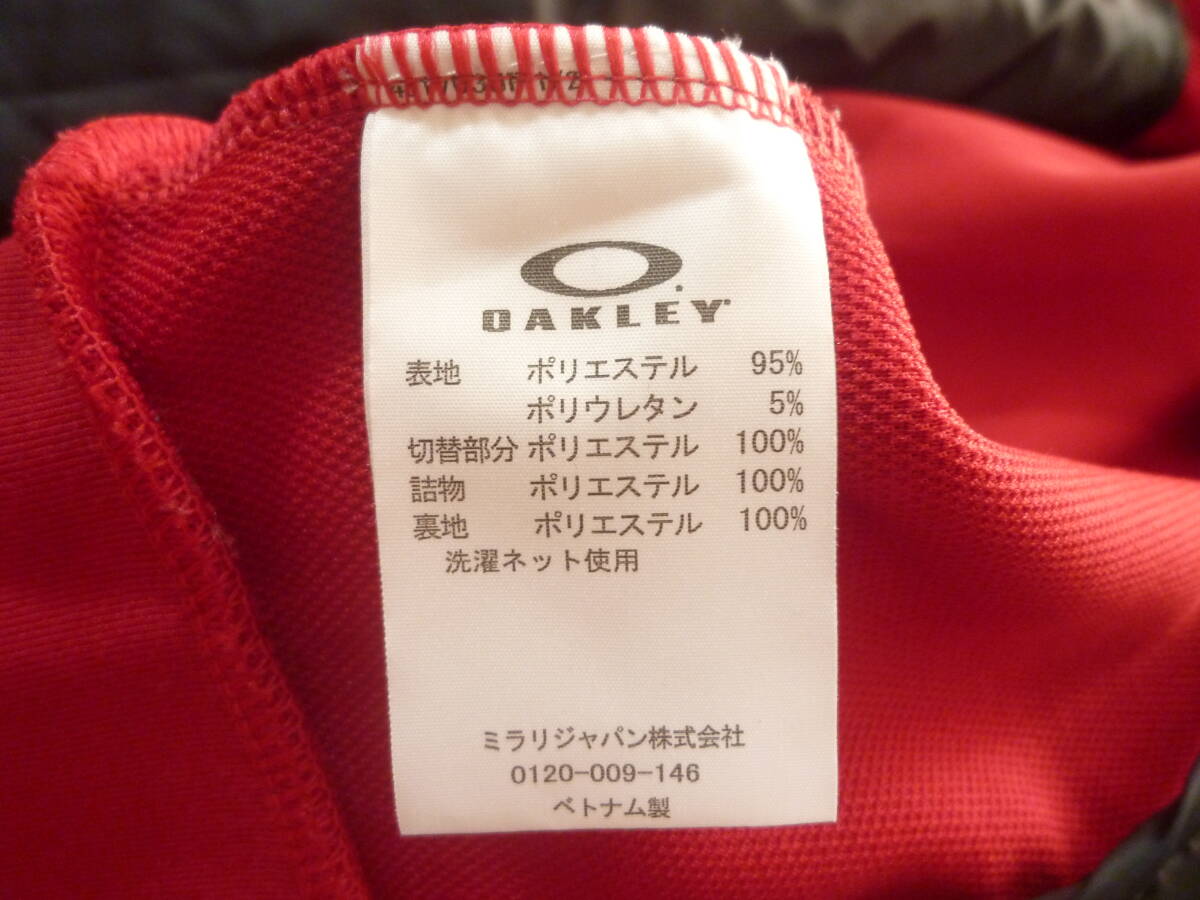 OAKLEY
表地 ポリエステル 95%
ポリウレタン 5%
切替部分 ポリエステル 100%
詰物 ポリエステル 100%
裏地 ポリエステル 100%
洗濯ネット使用
ミラリジャパン株式会社
0120-009-146
ベトナム製